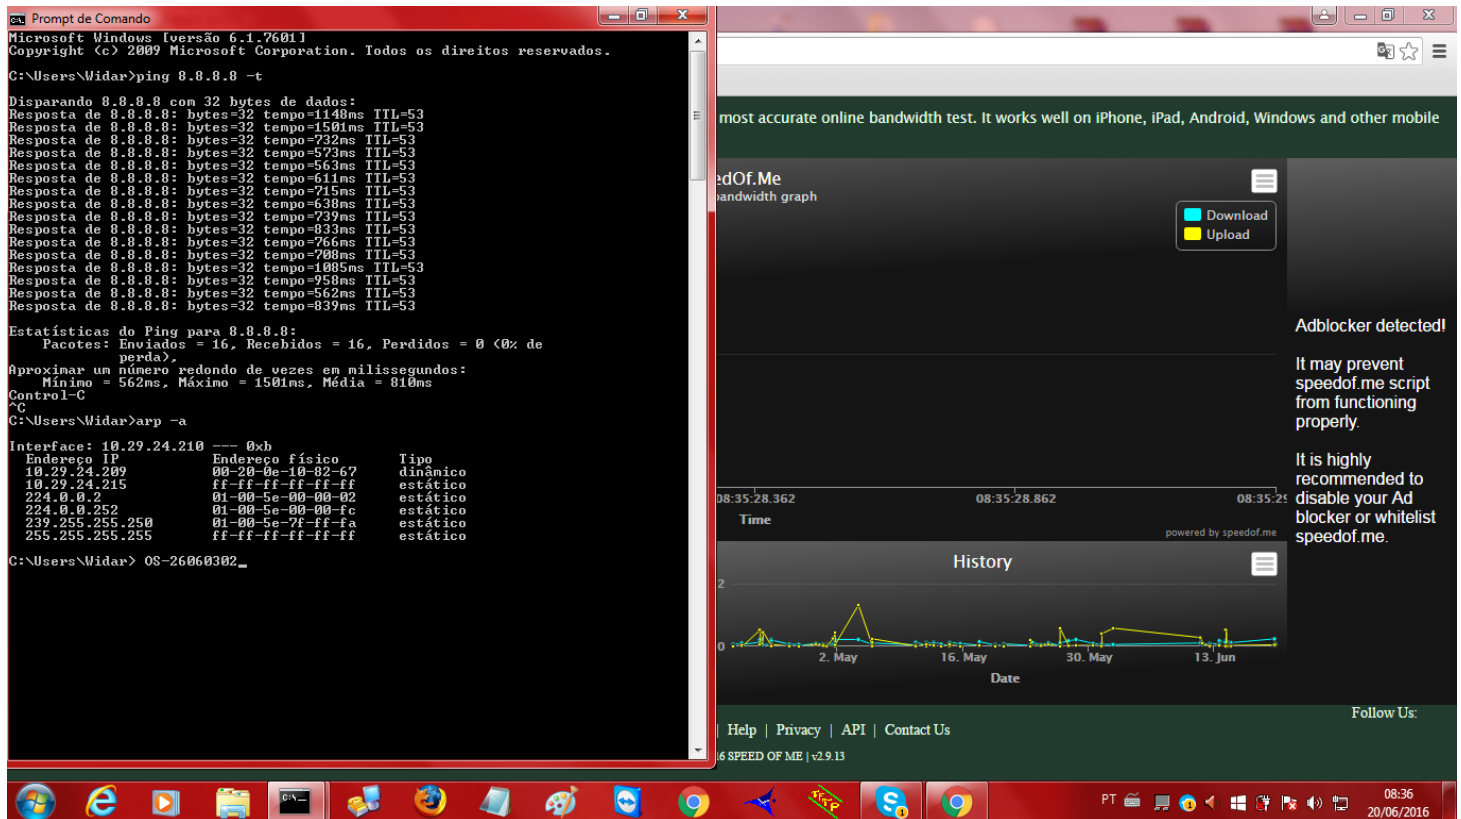 Prompt de Comando
Microsoft Windows [versão 6.1.7601]
Copyright (c) 2009 Microsoft Corporation. Todos os direitos reservados.
C:\Users\Widar>ping 8.8.8.8 -t
Disparando 8.8.8.8 com 32 bytes de dados:
Resposta de 8.8.8.8: bytes=32 tempo=1148ms TTL=53
Resposta de 8.8.8.8: bytes=32 tempo=1501ms TTL=53
Resposta de 8.8.8.8: bytes=32 tempo=732ms TTL=53
Resposta de 8.8.8.8: bytes=32 tempo=573ms TTL=53
Resposta de 8.8.8.8: bytes=32 tempo=563ms TTL=53
Resposta de 8.8.8.8: bytes=32 tempo=611ms TTL=53
Resposta de 8.8.8.8: bytes=32 tempo=715ms TTL=53
Resposta de 8.8.8.8: bytes=32 tempo=638ms TTL=53
Resposta de 8.8.8.8: bytes=32 tempo=739ms TTL=53
Resposta de 8.8.8.8: bytes=32 tempo=833ms TTL=53
Resposta de 8.8.8.8: bytes=32 tempo=766ms TTL=53
Resposta de 8.8.8.8: bytes=32 tempo=708ms TTL=53
Resposta de 8.8.8.8: bytes=32 tempo=1085ms TTL=53
Resposta de 8.8.8.8: bytes=32 tempo=958ms TTL=53
Resposta de 8.8.8.8: bytes=32 tempo=562ms TTL=53
Resposta de 8.8.8.8: bytes=32 tempo=839ms TTL=53
Estatísticas do Ping para 8.8.8.8:
Pacotes: Enviados = 16, Recebidos = 16, Perdidos = 0 (0% de
perda),
Aproximar um número redondo de vezes em milissegundos:
Mínimo = 562ms, Máximo = 1501ms, Média = 810ms
Control-C
^C
C:\Users\Widar>arp -a
Interface: 10.29.24.210 --- 0xb
Endereço IP Endereço físico Tipo
10.29.24.209 00-20-0e-10-82-67 dinâmico
10.29.24.215 ff-ff-ff-ff-ff-ff estático
224.0.0.2 01-00-5e-00-00-02 estático
224.0.0.252 01-00-5e-00-00-fc estático
239.255.255.250 01-00-5e-7f-ff-fa estático
255.255.255.255 ff-ff-ff-ff-ff-ff estático
C:\Users\Widar> OS-26060302_
most accurate online bandwidth test. It works well on iPhone, iPad, Android, Windows and other mobile
edOf.Me
bandwidth graph
Download
Upload
08:35:28.362 08:35:28.862 08:35:29
Time
powered by speedof.me
Adblocker detected!
It may prevent
speedof.me script
from functioning
properly.
It is highly
recommended to
disable your Ad
blocker or whitelist
speedof.me.
History
2
0
2. May 16. May 30. May 13. Jun
Date
Follow Us:
| Help | Privacy | API | Contact Us
16 SPEED OF ME | v2.9.13
TFTP
PT
08:36
20/06/2016